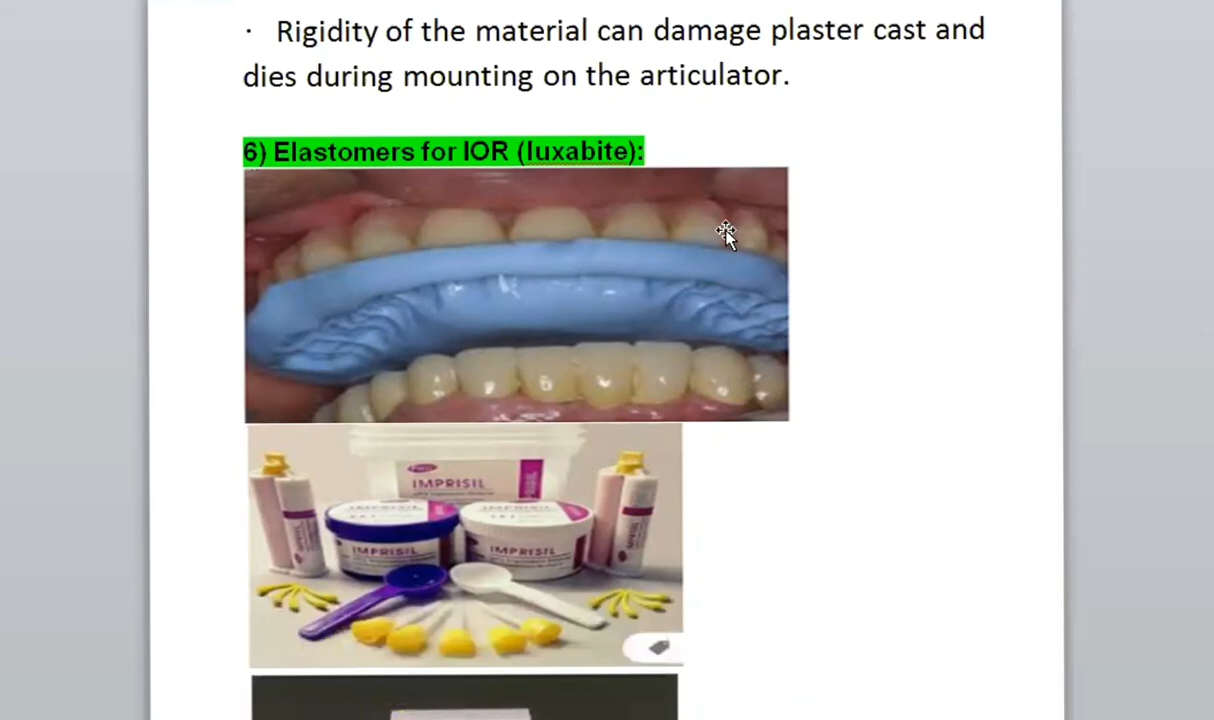 · Rigidity of the material can damage plaster cast and
dies during mounting on the articulator.
6) Elastomers for IOR (luxabite):
IMPRISIL
IMPRISIL
IMPRISIL